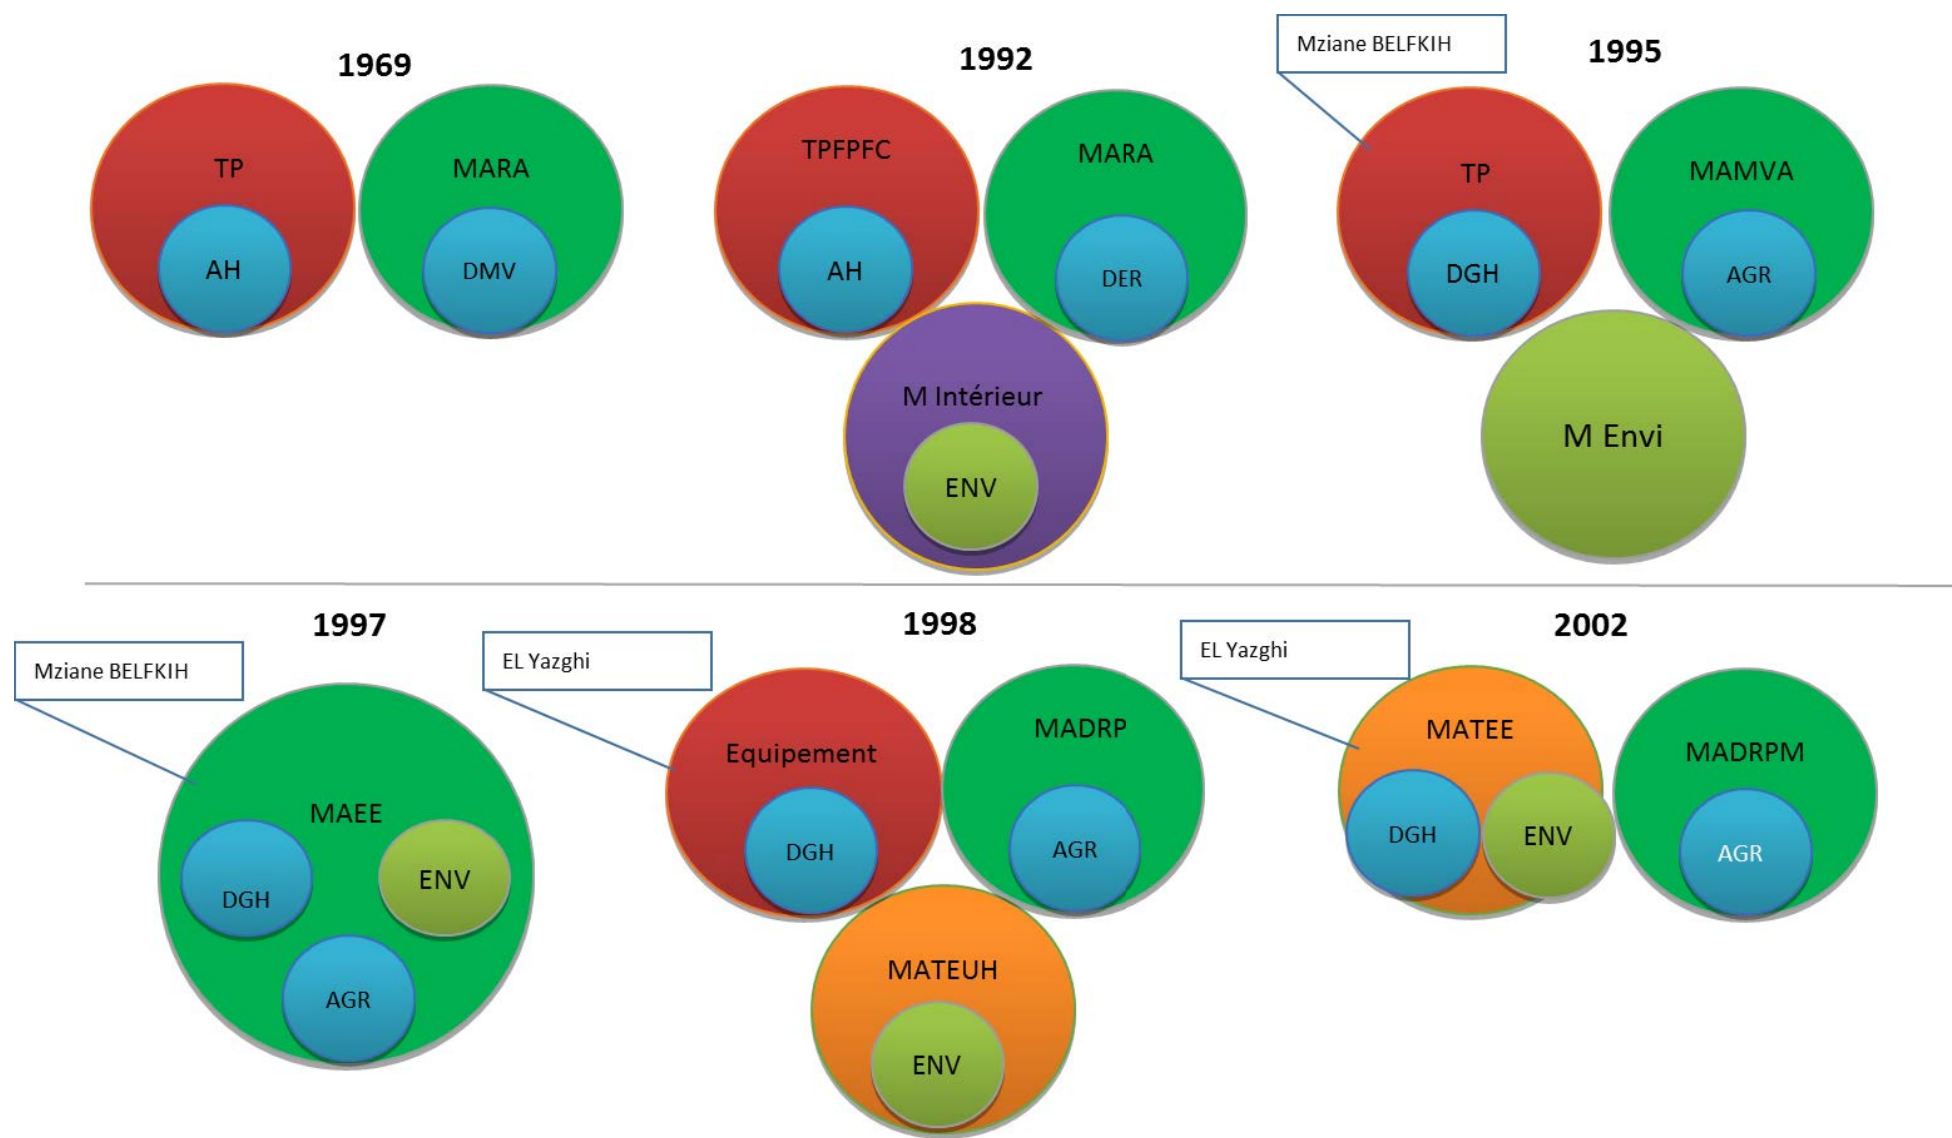 1969
TP
AH
MARA
DMV
1992
TPFPFC
AH
MARA
DER
M Intérieur
ENV
Mziane BELFKIH
1995
TP
DGH
MAMVA
AGR
M Envi
1997
Mziane BELFKIH
MAEE
DGH
ENV
AGR
1998
EL Yazghi
Equipement
DGH
MADRP
AGR
MATEUH
ENV
2002
EL Yazghi
MATEE
DGH
ENV
MADRPM
AGR